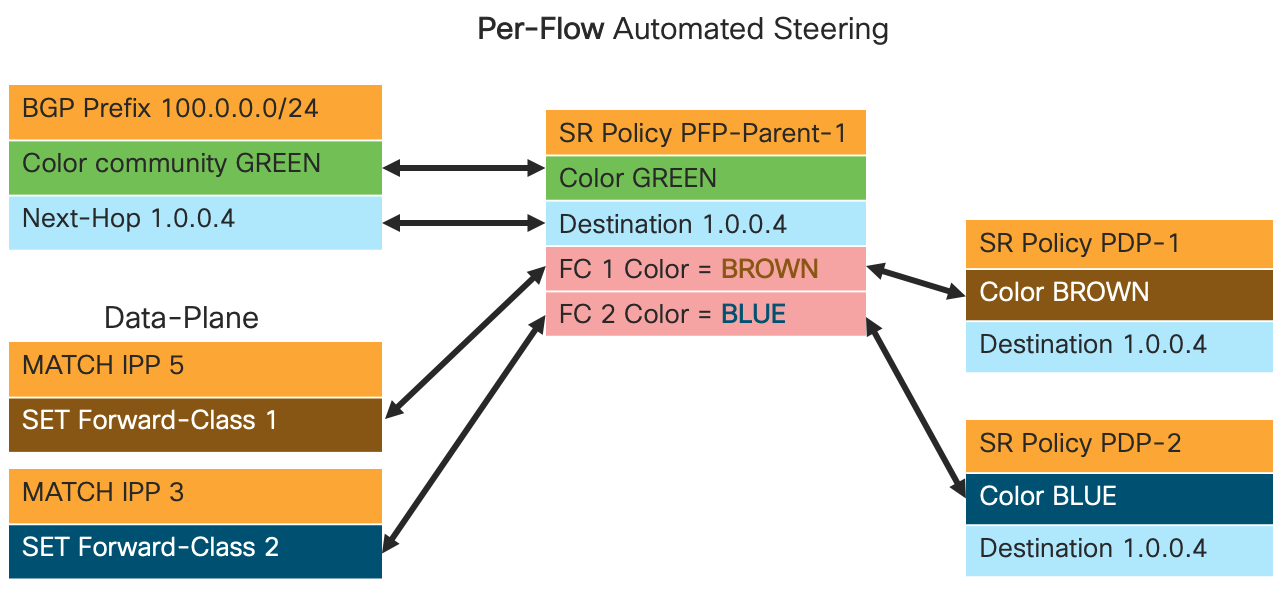 Per-Flow Automated Steering
BGP Prefix 100.0.0.0/24
Color community GREEN
Next-Hop 1.0.0.4
Data-Plane
MATCH IPP 5
SET Forward-Class 1
MATCH IPP 3
SET Forward-Class 2
SR Policy PFP-Parent-1
Color GREEN
Destination 1.0.0.4
FC 1 Color = BROWN
FC 2 Color = BLUE
SR Policy PDP-1
Color BROWN
Destination 1.0.0.4
SR Policy PDP-2
Color BLUE
Destination 1.0.0.4